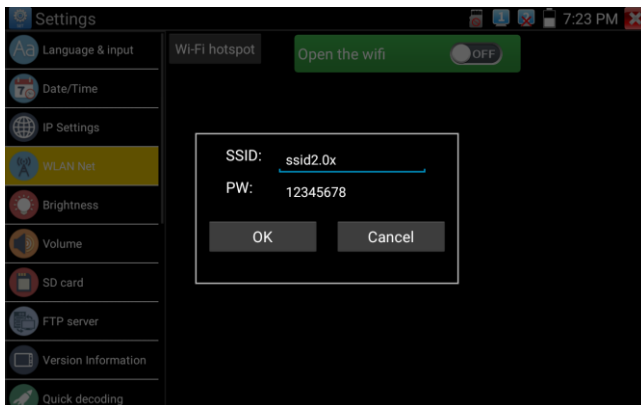 Settings
7:23 PM
Aa
Language & input
Wi-Fi hotspot
Open the wifi
OFF
Date/Time
IP Settings
WLAN Net
SSID:
ssid2.0x
PW:
12345678
OK
Cancel
Brightness
Volume
SD card
FTP server
Version Information
Quick decoding